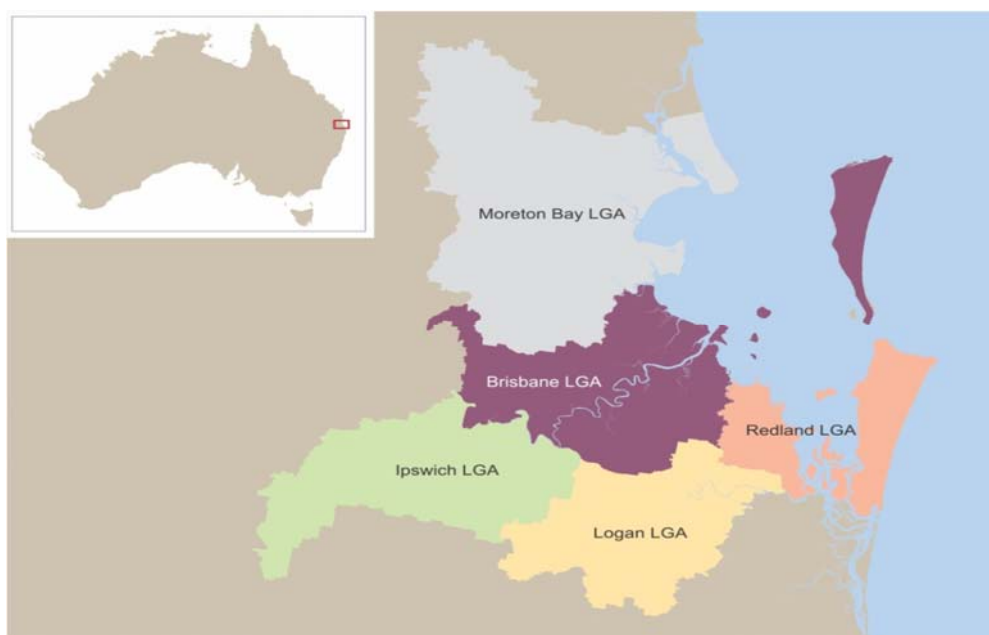 Moreton Bay LGA
Brisbane LGA
Redland LGA
Ipswich LGA
Logan LGA